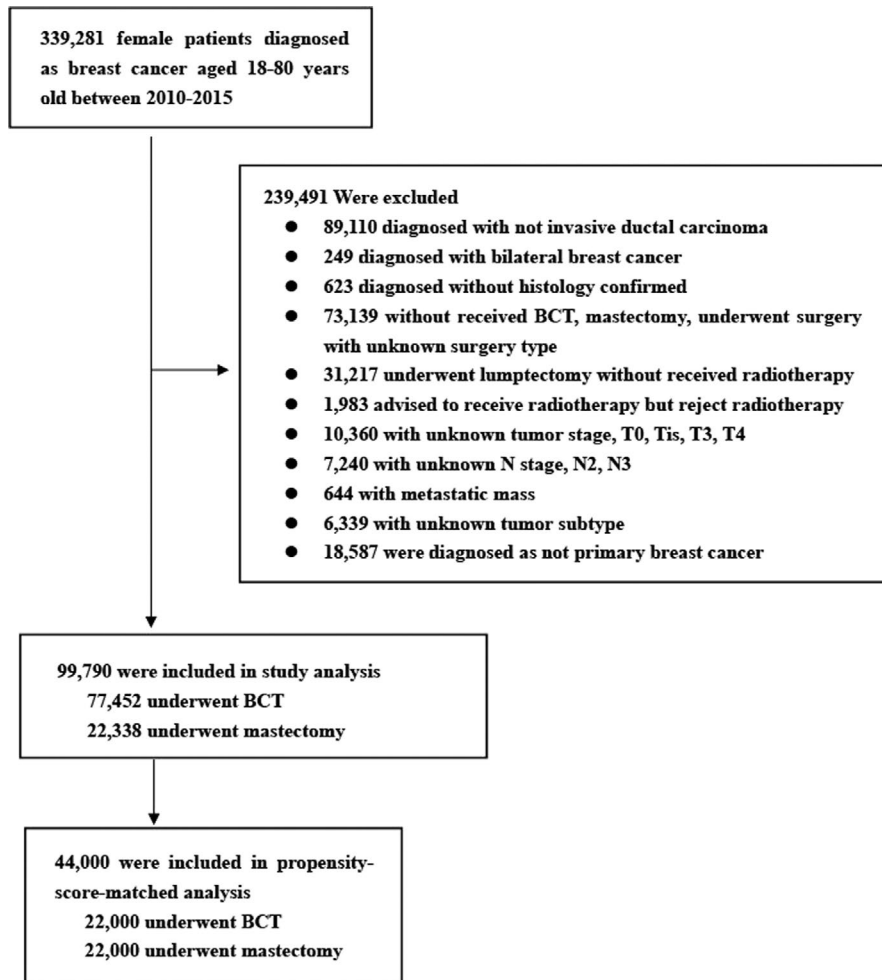 339,281 female patients diagnosed
as breast cancer aged 18-80 years
old between 2010-2015
239,491 Were excluded
● 89,110 diagnosed with not invasive ductal carcinoma
● 249 diagnosed with bilateral breast cancer
● 623 diagnosed without histology confirmed
● 73,139 without received BCT, mastectomy, underwent surgery
with unknown surgery type
● 31,217 underwent lumptectomy without received radiotherapy
● 1,983 advised to receive radiotherapy but reject radiotherapy
● 10,360 with unknown tumor stage, T0, Tis, T3, T4
● 7,240 with unknown N stage, N2, N3
● 644 with metastatic mass
● 6,339 with unknown tumor subtype
● 18,587 were diagnosed as not primary breast cancer
99,790 were included in study analysis
77,452 underwent BCT
22,338 underwent mastectomy
44,000 were included in propensity-
score-matched analysis
22,000 underwent BCT
22,000 underwent mastectomy